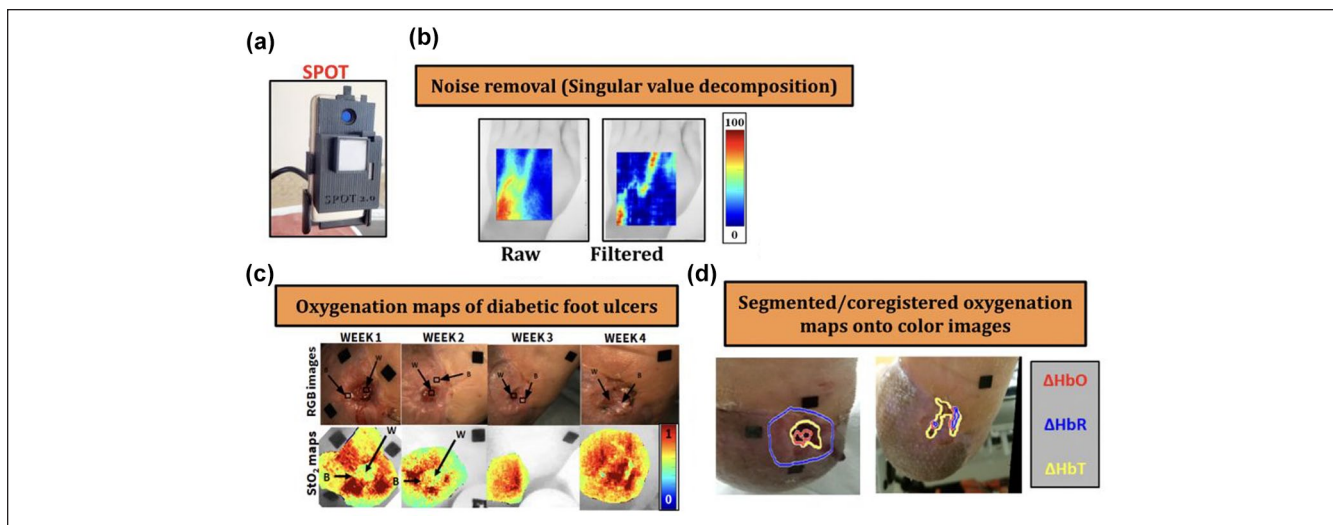 (a)
SPOT
SPOT 2.0
(b)
Noise removal (Singular value decomposition)
100
0
Raw Filtered
(c)
Oxygenation maps of diabetic foot ulcers
WEEK 1 WEEK 2 WEEK 3 WEEK 4
RGB images
B W W B W B W B
StO₂ maps
W W
B B
1
0
(d)
Segmented/coregistered oxygenation
maps onto color images
ΔHbO
ΔHbR
ΔHbT